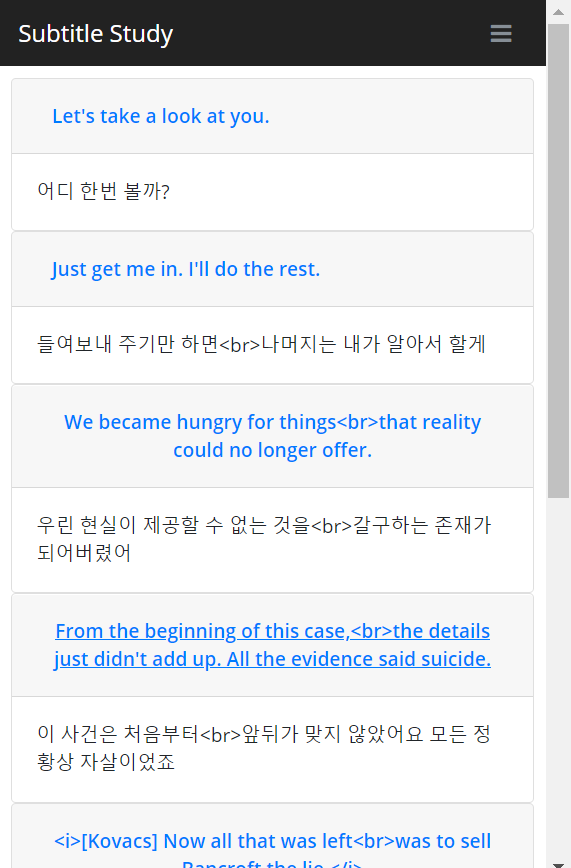 Subtitle Study
Let's take a look at you.
어디 한번 볼까?
Just get me in. I'll do the rest.
들여보내 주기만 하면<br>나머지는 내가 알아서 할게
We became hungry for things<br>that reality
could no longer offer.
우린 현실이 제공할 수 없는 것을<br>갈구하는 존재가
되어버렸어
From the beginning of this case,<br>the details
just didn't add up. All the evidence said suicide.
이 사건은 처음부터<br>앞뒤가 맞지 않았어요 모든 정
황상 자살이었죠
<i>[Kovacs] Now all that was left<br>was to sell
Bancroft the lie.</i>